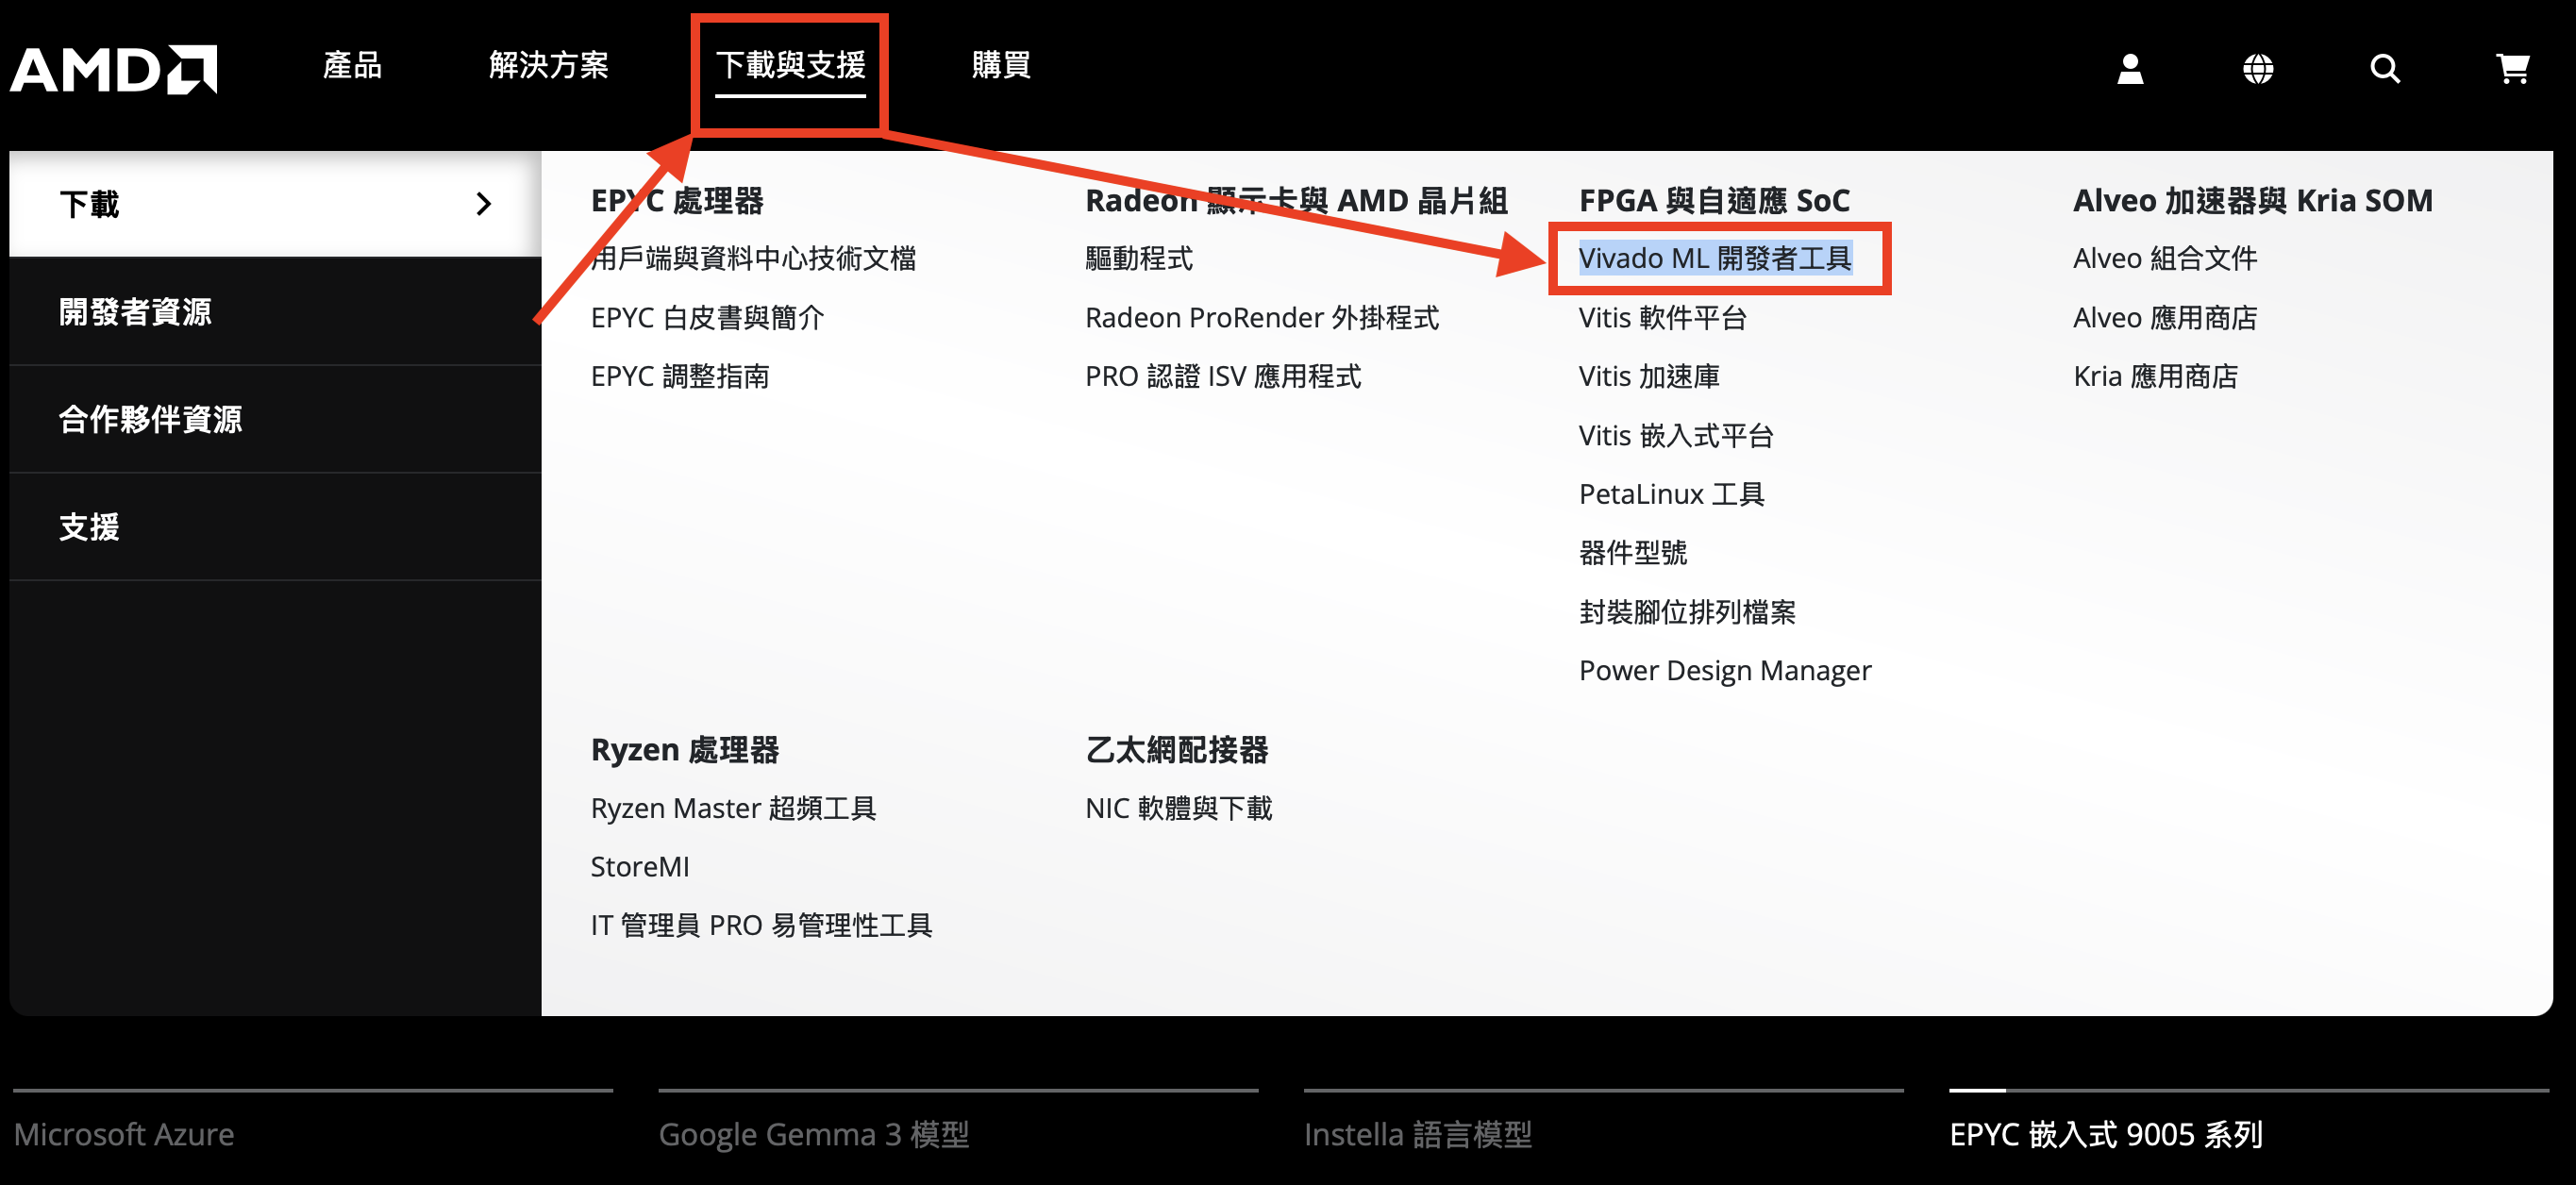 AMD
產品
解決方案
下載與支援
購買
下載
開發者資源
合作夥伴資源
支援
EPYC 處理器
用戶端與資料中心技術文檔
EPYC 白皮書與簡介
EPYC 調整指南
Radeon 顯示卡與 AMD 晶片組
驅動程式
Radeon ProRender 外掛程式
PRO 認證 ISV 應用程式
FPGA 與自適應 SoC
Vivado ML 開發者工具
Vitis 軟件平台
Vitis 加速庫
Vitis 嵌入式平台
PetaLinux 工具
器件型號
封裝腳位排列檔案
Power Design Manager
Alveo 加速器與 Kria SOM
Alveo 組合文件
Alveo 應用商店
Kria 應用商店
Ryzen 處理器
Ryzen Master 超頻工具
StoreMI
IT 管理員 PRO 易管理性工具
乙太網配接器
NIC 軟體與下載
Microsoft Azure
Google Gemma 3 模型
Instella 語言模型
EPYC 嵌入式 9005 系列